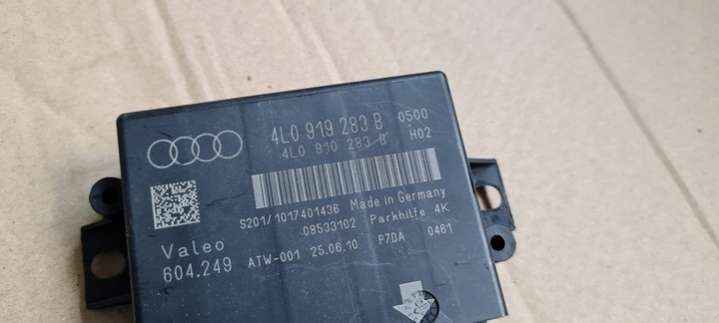 4L0 919 283 B 0500
4L0 910 283 B H02
S201/1017401436 Made in Germany
08533102 Parkhilfe 4K
Valeo
604.249 ATW-001 25.06.10 P7DA 0461